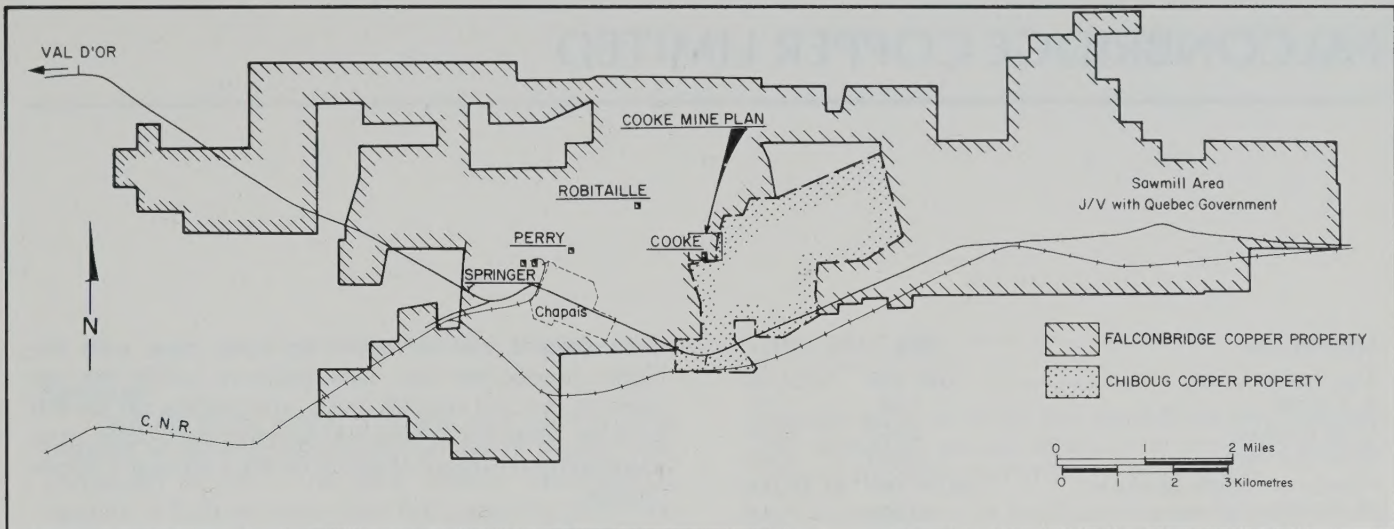 VAL D'OR
COOKE MINE PLAN
ROBITAILLE
Sawmill Area
J/V with Quebec Government
PERRY
COOKE
SPRINGER
Chapais
N
FALCONBRIDGE COPPER PROPERTY
CHIBOUG COPPER PROPERTY
C.N.R.
0 1 2 Miles
0 1 2 3 Kilometres